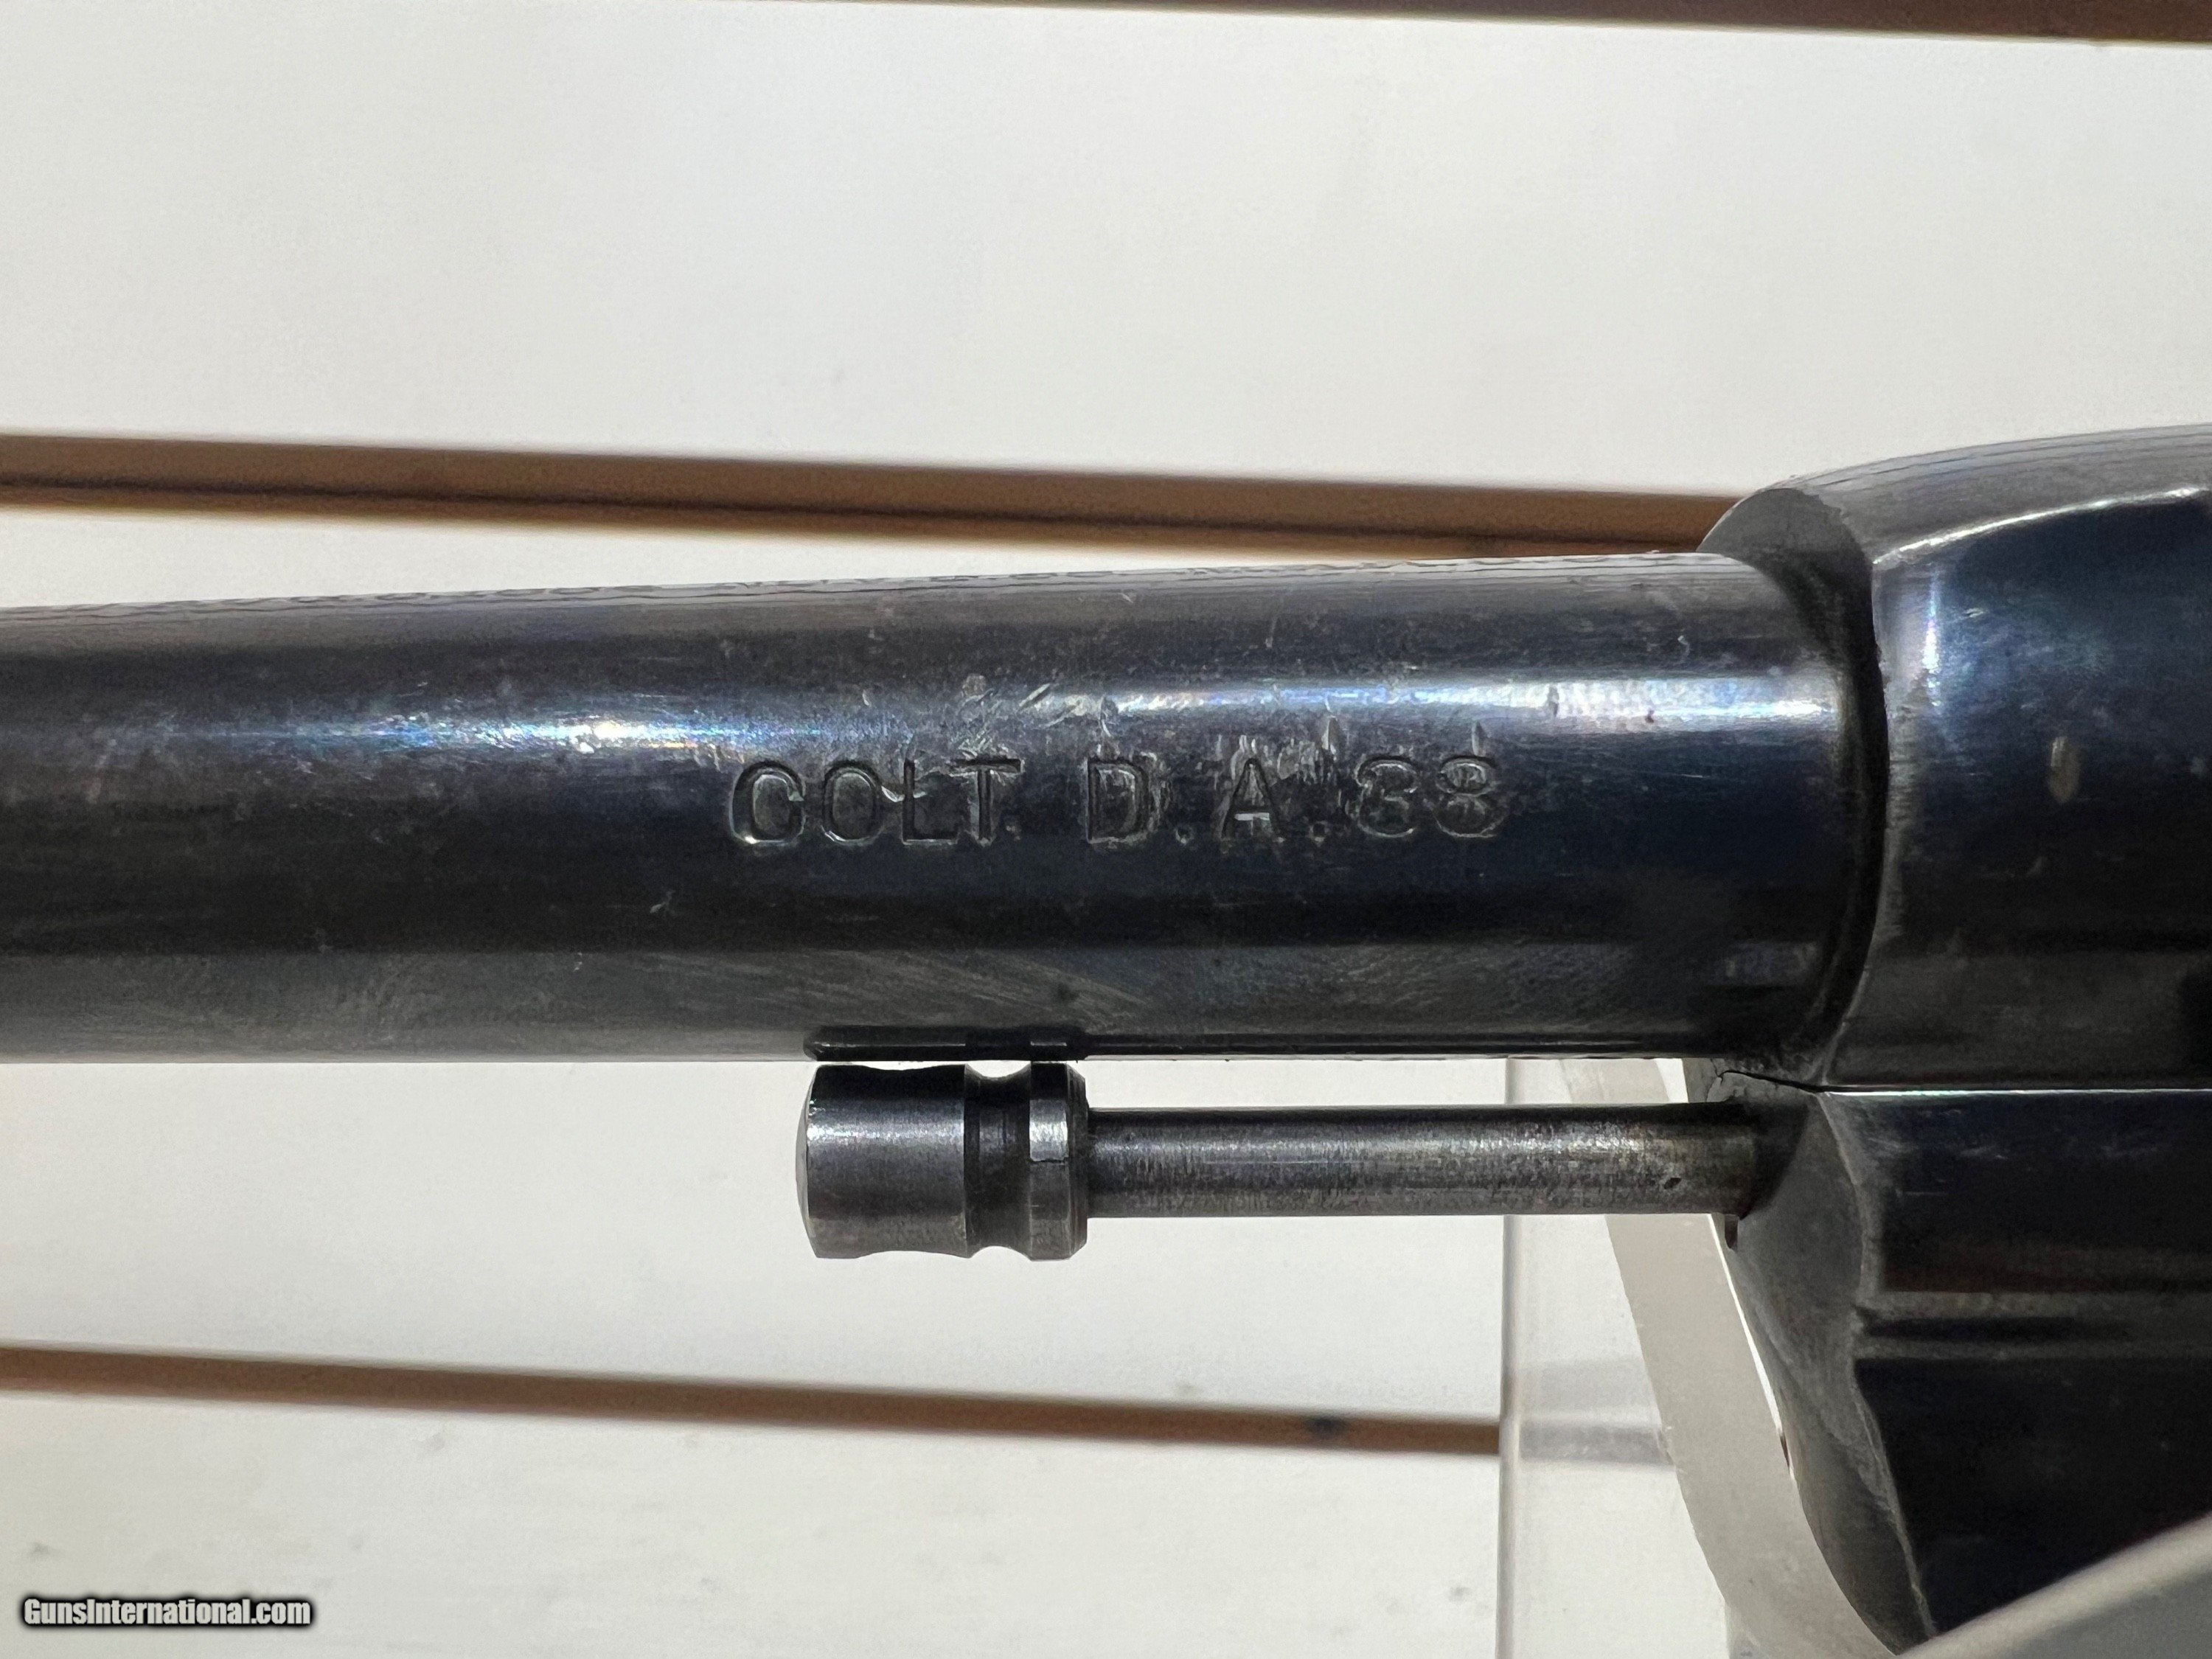 COLT D.A. 38
GunsInternational.com